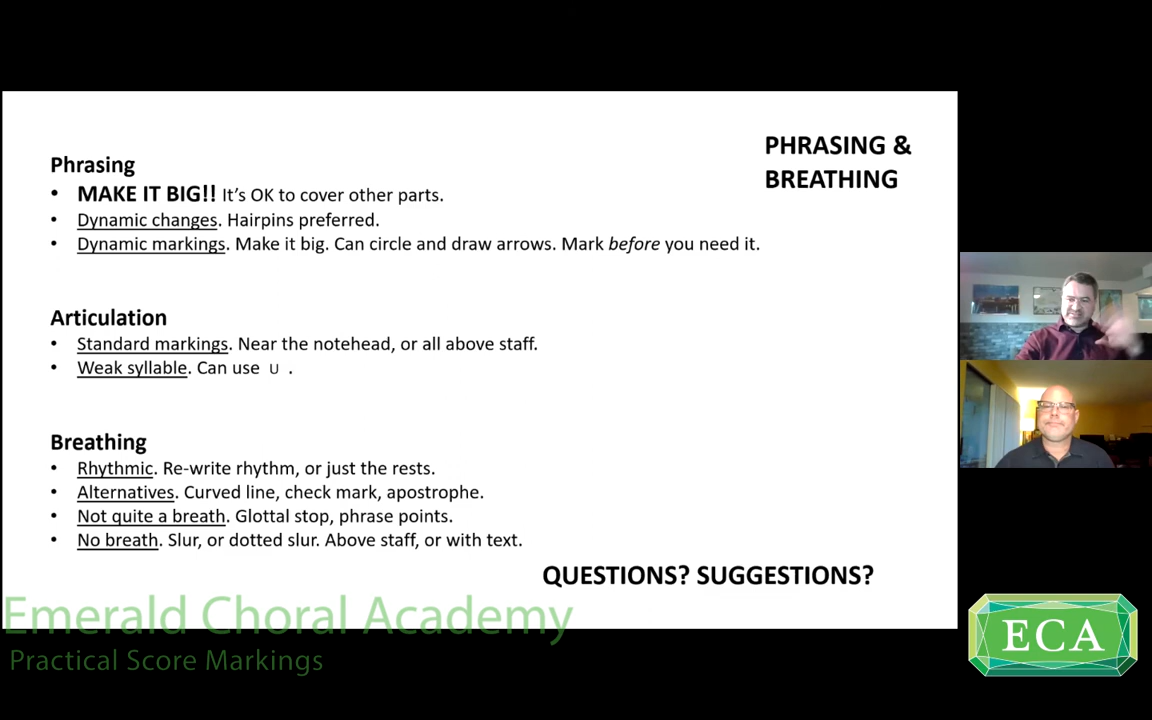 PHRASING &
BREATHING
Phrasing
• MAKE IT BIG!! It's OK to cover other parts.
• Dynamic changes. Hairpins preferred.
• Dynamic markings. Make it big. Can circle and draw arrows. Mark before you need it.
Articulation
• Standard markings. Near the notehead, or all above staff.
• Weak syllable. Can use ∪ .
Breathing
• Rhythmic. Re-write rhythm, or just the rests.
• Alternatives. Curved line, check mark, apostrophe.
• Not quite a breath. Glottal stop, phrase points.
• No breath. Slur, or dotted slur. Above staff, or with text.
QUESTIONS? SUGGESTIONS?
Emerald Choral Academy
Practical Score Markings
ECA